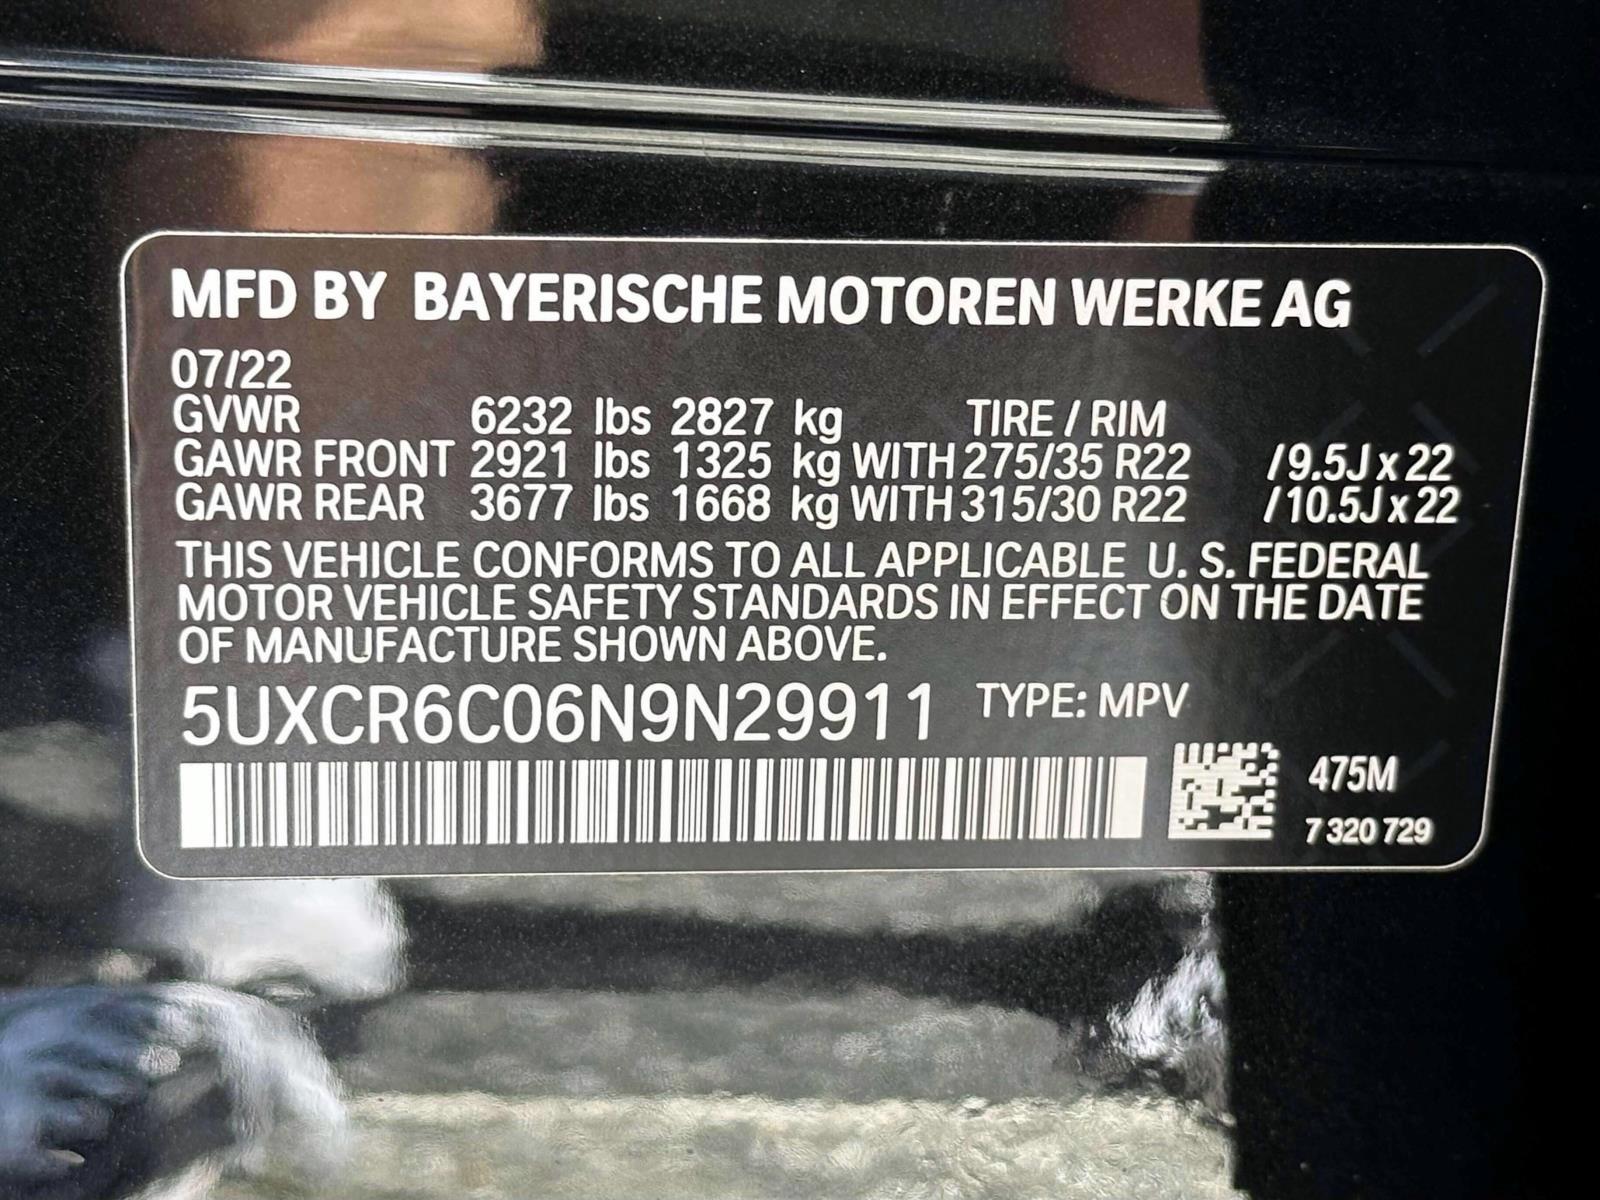 MFD BY BAYERISCHE MOTOREN WERKE AG
07/22
GVWR 6232 lbs 2827 kg TIRE / RIM
GAWR FRONT 2921 lbs 1325 kg WITH 275/35 R22 /9.5J x 22
GAWR REAR 3677 lbs 1668 kg WITH 315/30 R22 /10.5J x 22
THIS VEHICLE CONFORMS TO ALL APPLICABLE U. S. FEDERAL
MOTOR VEHICLE SAFETY STANDARDS IN EFFECT ON THE DATE
OF MANUFACTURE SHOWN ABOVE.
5UXCR6C06N9N29911 TYPE: MPV
475M
7 320 729